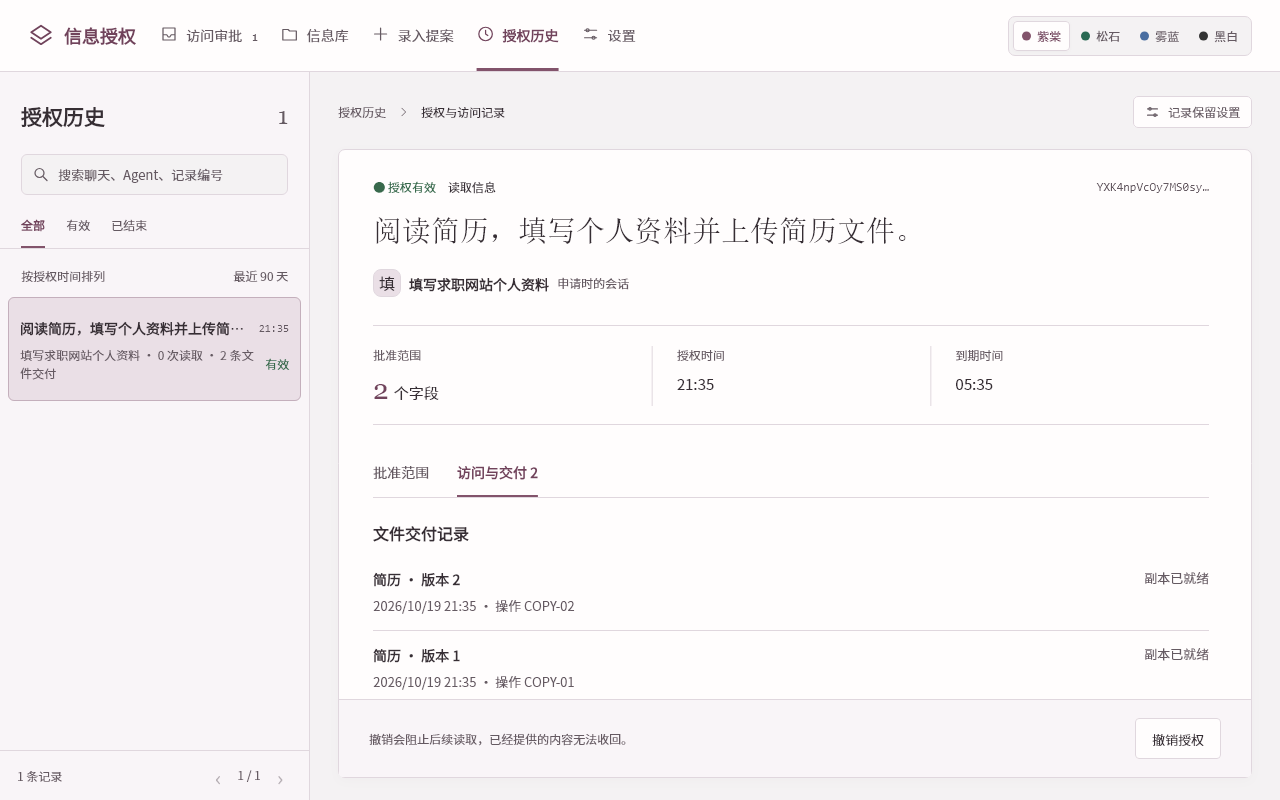 信息授权
访问审批 1
信息库
录入提案
授权历史
设置
紫棠
松石
雾蓝
黑白
授权历史
1
搜索聊天、Agent、记录编号
全部
有效
已结束
按授权时间排列
最近 90 天
阅读简历，填写个人资料并上传简…
21:35
填写求职网站个人资料 · 0 次读取 · 2 条文
件交付
有效
1 条记录
‹ 1 / 1 ›
授权历史 > 授权与访问记录
记录保留设置
授权有效
读取信息
YXK4npVcOy7MS0sy…
阅读简历，填写个人资料并上传简历文件。
填
填写求职网站个人资料
申请时的会话
批准范围
2 个字段
授权时间
21:35
到期时间
05:35
批准范围
访问与交付 2
文件交付记录
简历 · 版本 2
副本已就绪
2026/10/19 21:35 · 操作 COPY-02
简历 · 版本 1
副本已就绪
2026/10/19 21:35 · 操作 COPY-01
撤销会阻止后续读取，已经提供的内容无法收回。
撤销授权